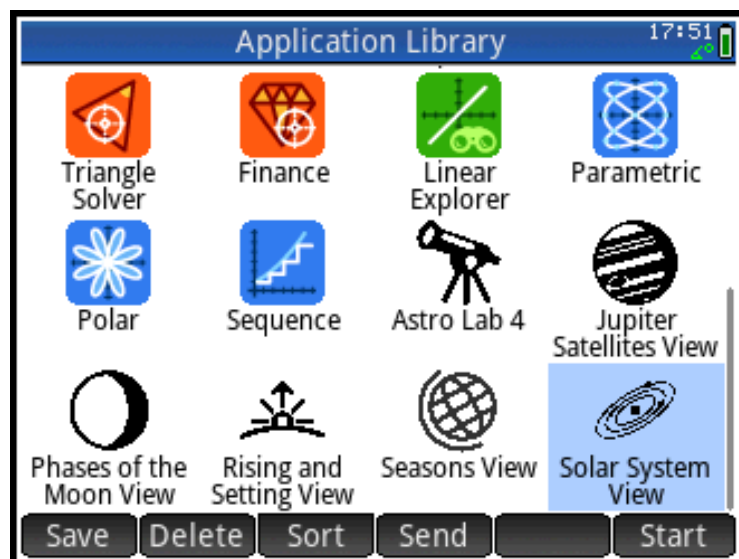 Application Library
17:51
Triangle
Solver
Finance
Linear
Explorer
Parametric
Polar
Sequence
Astro Lab 4
Jupiter
Satellites View
Phases of the
Moon View
Rising and
Setting View
Seasons View
Solar System
View
Save Delete Sort Send Start